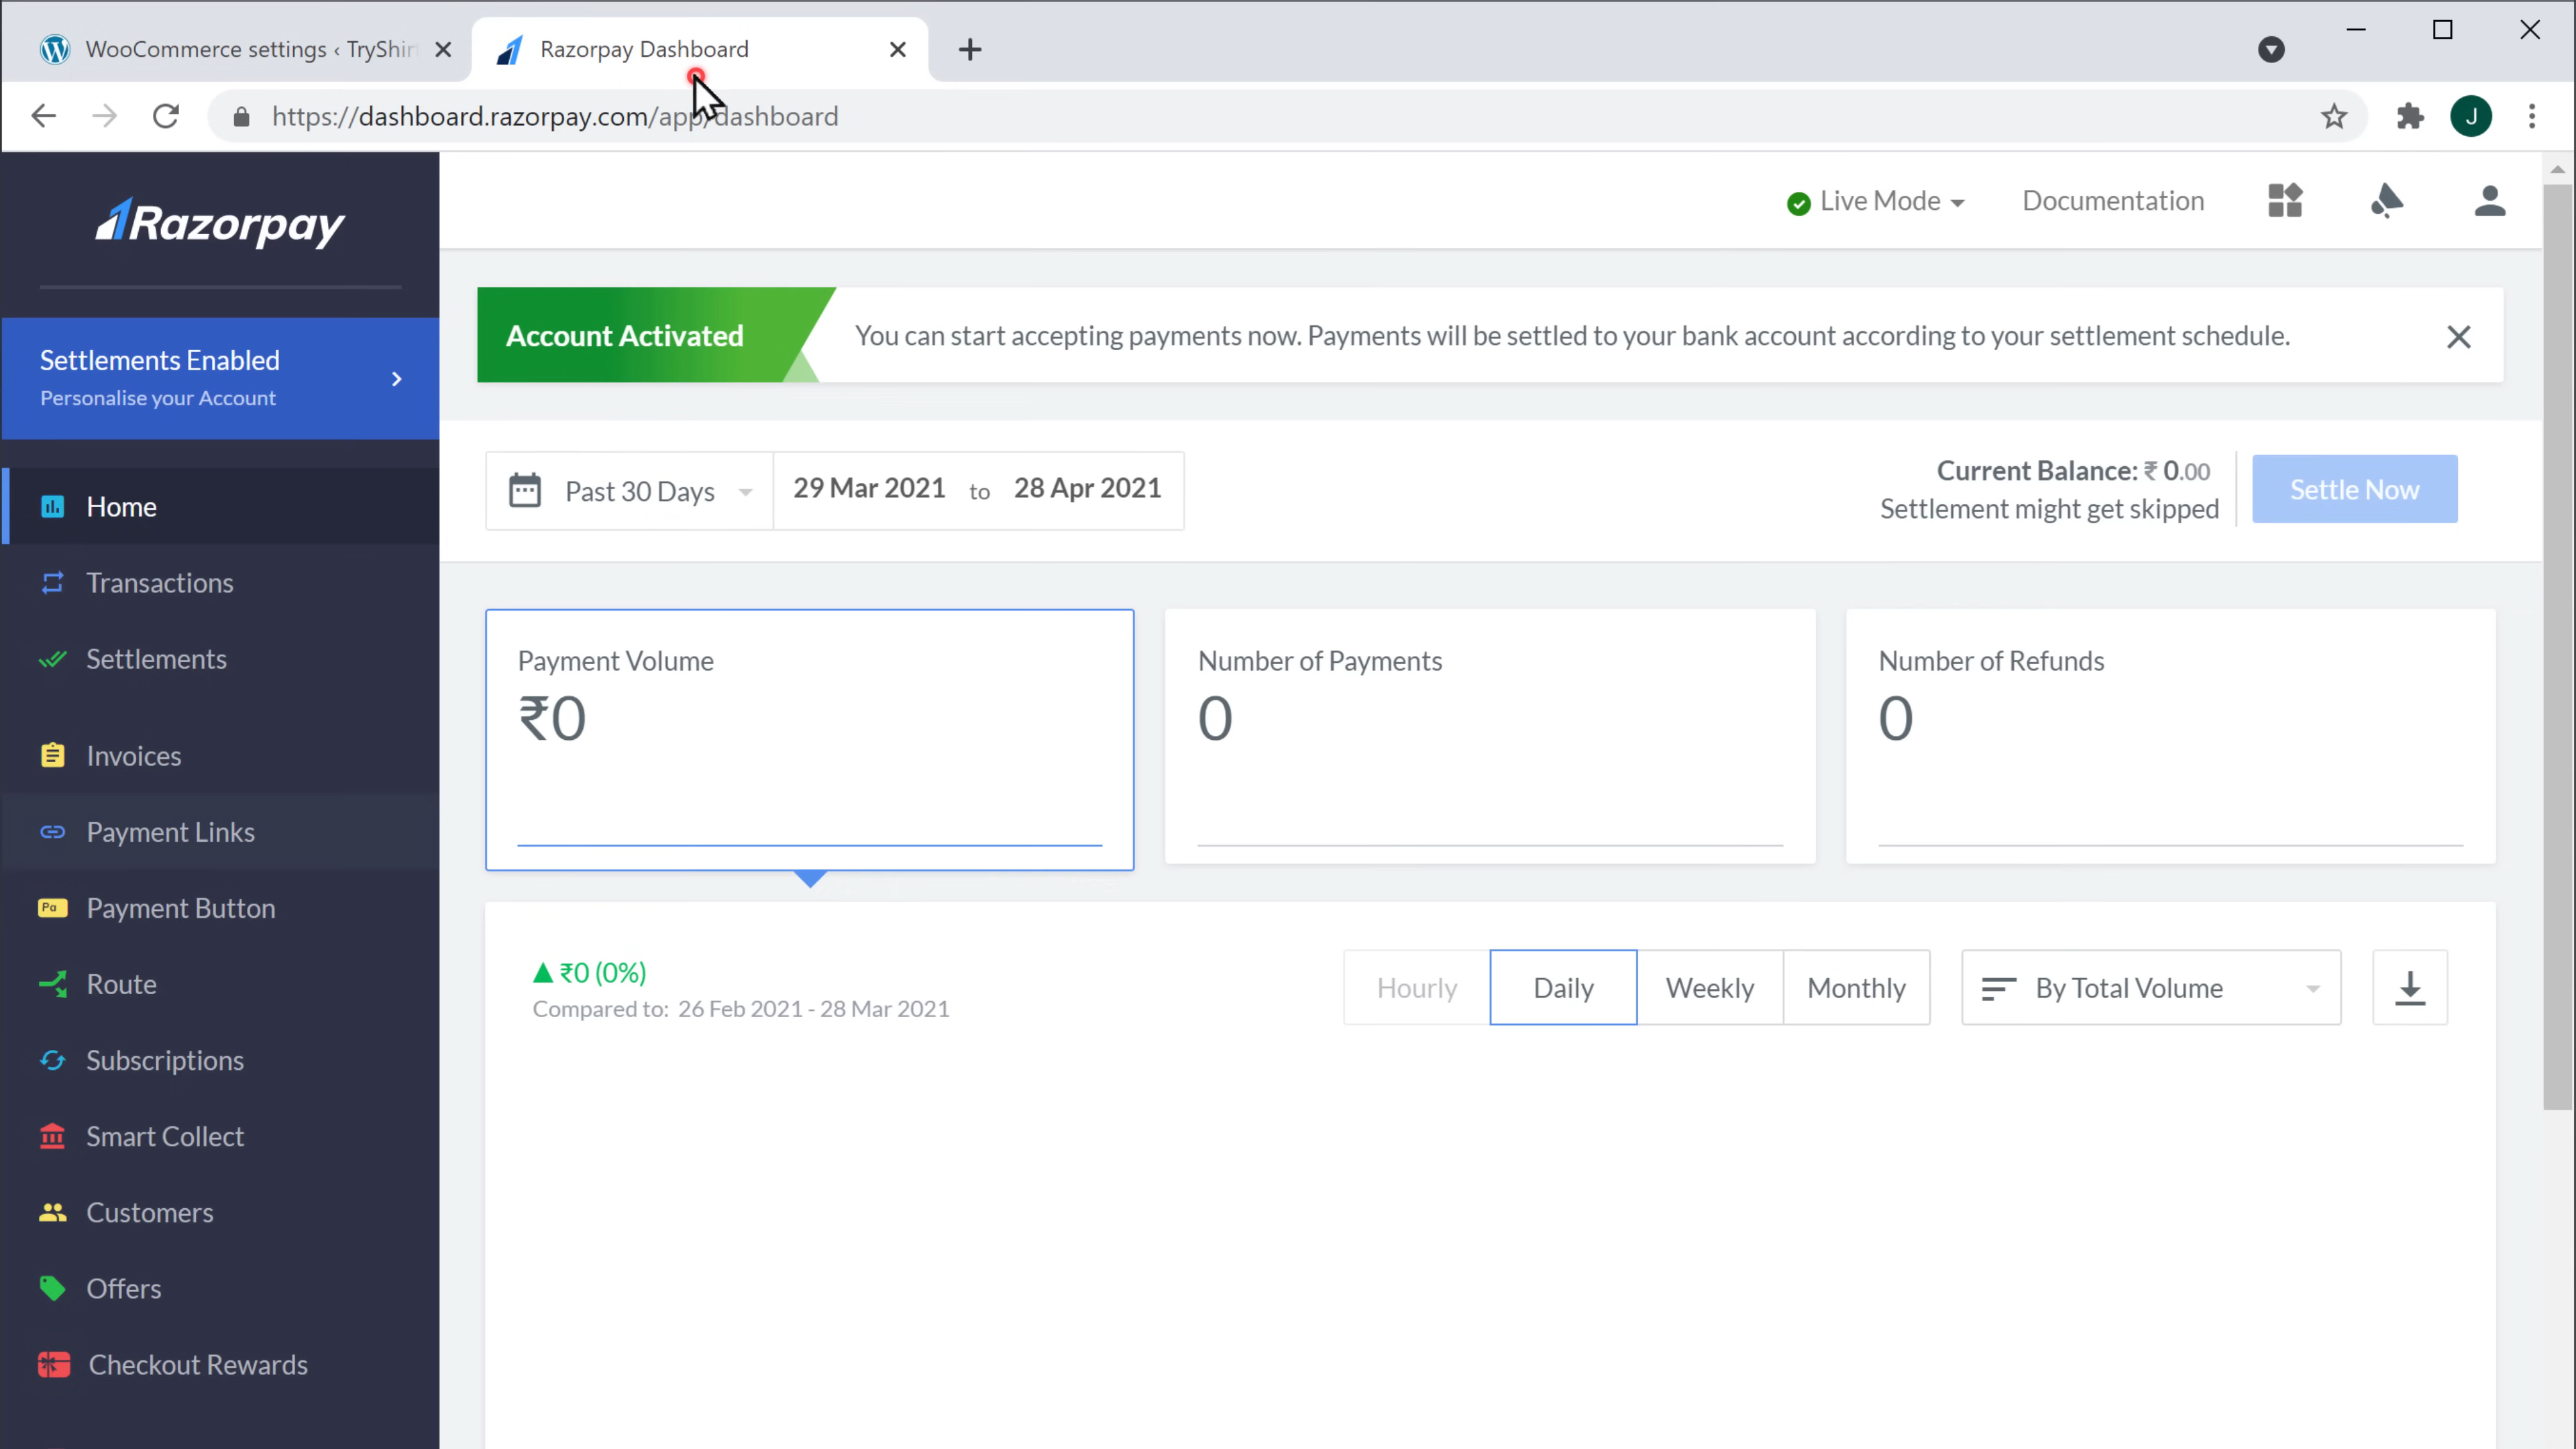 WooCommerce settings ‹ TryShir
Razorpay Dashboard
https://dashboard.razorpay.com/app/dashboard
J
Razorpay
Live Mode
Documentation
Settlements Enabled
Personalise your Account
Account Activated
You can start accepting payments now. Payments will be settled to your bank account according to your settlement schedule.
Past 30 Days
29 Mar 2021 to 28 Apr 2021
Current Balance: ₹ 0.00
Settlement might get skipped
Settle Now
Home
Transactions
Settlements
Invoices
Payment Links
Pa
Payment Button
Route
Subscriptions
Smart Collect
Customers
Offers
Checkout Rewards
Payment Volume
₹0
Number of Payments
0
Number of Refunds
0
₹0 (0%)
Compared to: 26 Feb 2021 - 28 Mar 2021
Hourly
Daily
Weekly
Monthly
By Total Volume